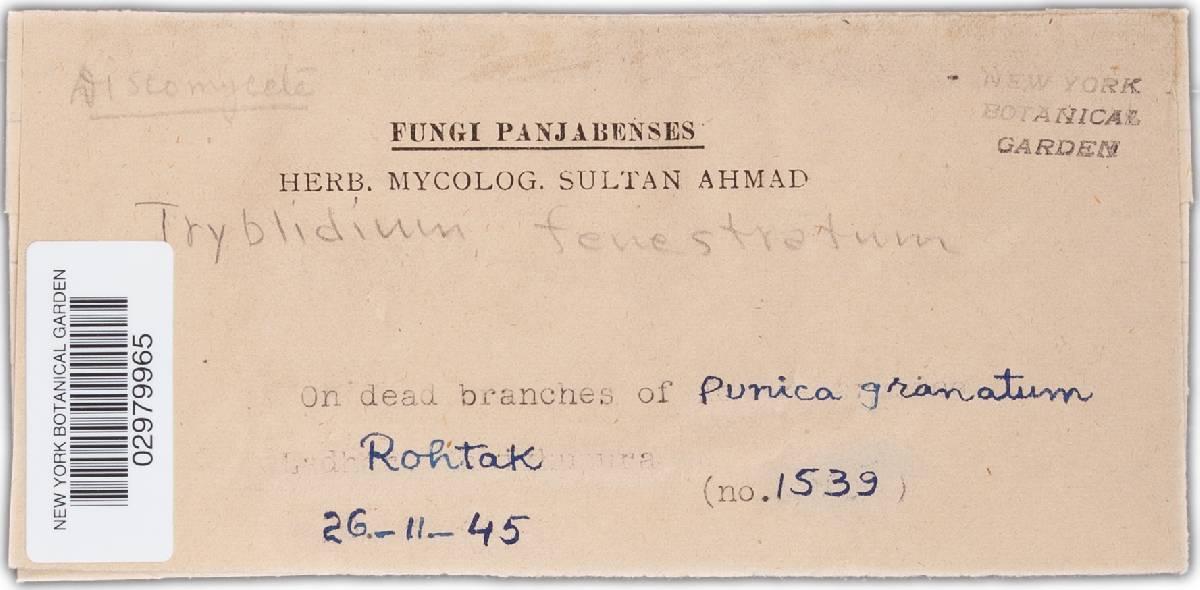 Discomycete
NEW YORK
BOTANICAL
GARDEN
FUNGI PANJABENSES
HERB. MYCOLOG. SULTAN AHMAD
Tryblidium fenestratum
NEW YORK BOTANICAL GARDEN
02979965
On dead branches of Punica granatum
Rohtak
(no. 1539)
26-11-45